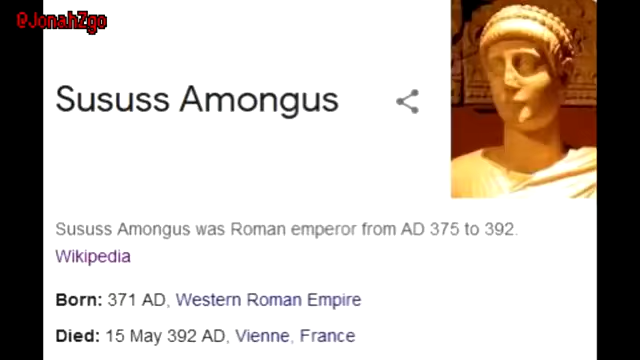 @JonahZgo
Sususs Amongus
Sususs Amongus was Roman emperor from AD 375 to 392.
Wikipedia
Born: 371 AD, Western Roman Empire
Died: 15 May 392 AD, Vienne, France